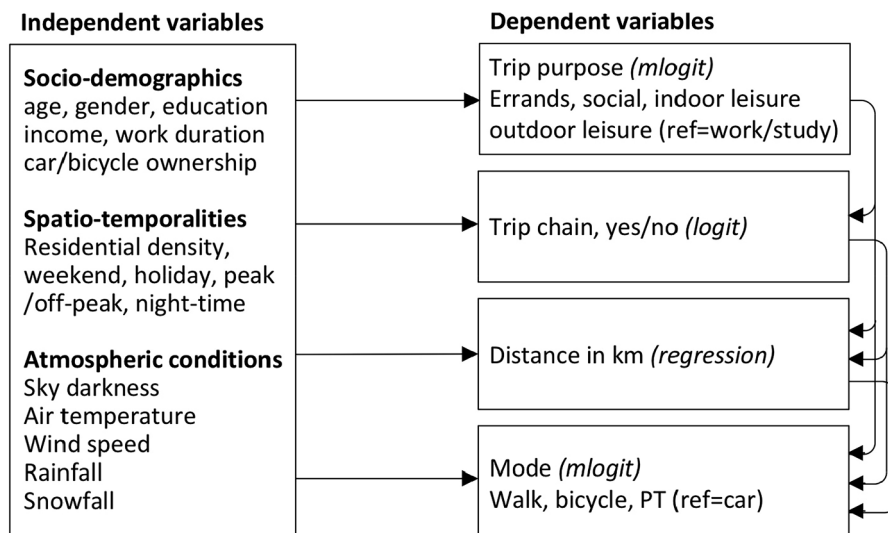 Independent variables
Socio-demographics
age, gender, education
income, work duration
car/bicycle ownership
Spatio-temporalities
Residential density,
weekend, holiday, peak
/off-peak, night-time
Atmospheric conditions
Sky darkness
Air temperature
Wind speed
Rainfall
Snowfall
Dependent variables
Trip purpose (mlogit)
Errands, social, indoor leisure
outdoor leisure (ref=work/study)
Trip chain, yes/no (logit)
Distance in km (regression)
Mode (mlogit)
Walk, bicycle, PT (ref=car)